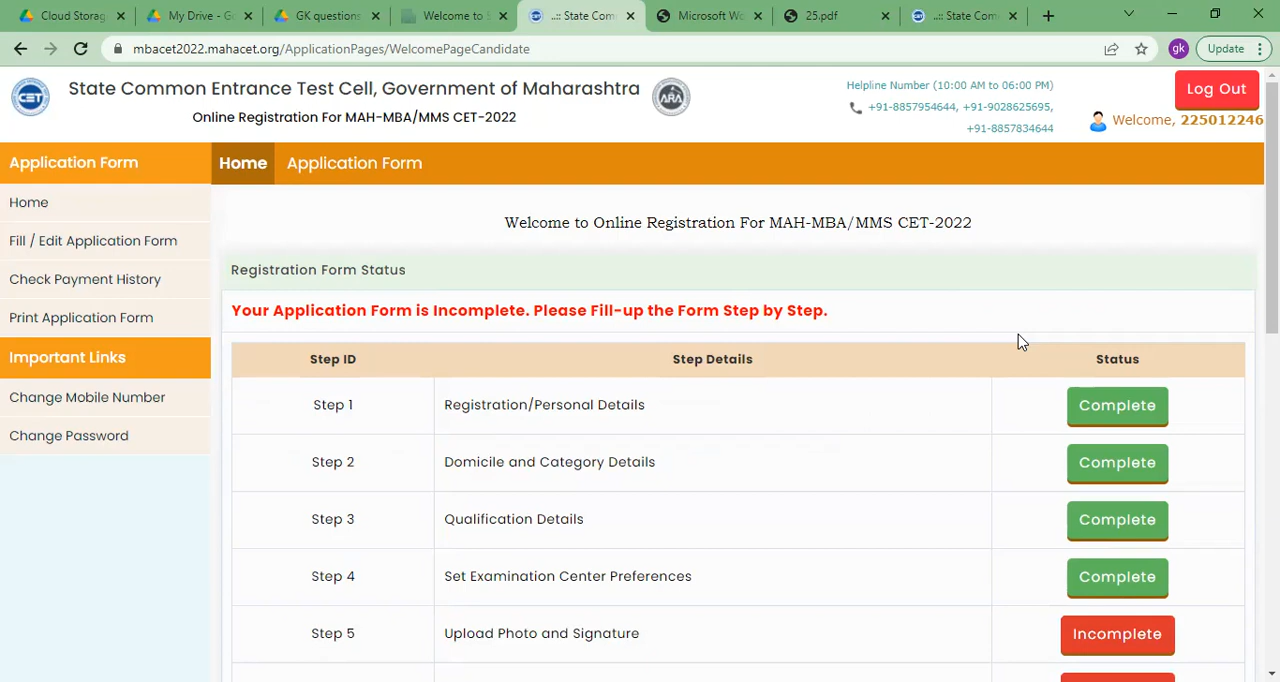 Cloud Storag
My Drive - G
GK questions
Welcome to
..:: State Com
Microsoft Wo
25.pdf
..:: State Com
mbacet2022.mahacet.org/ApplicationPages/WelcomePageCandidate
gk
Update
CET
State Common Entrance Test Cell, Government of Maharashtra
Online Registration For MAH-MBA/MMS CET-2022
ARA
Helpline Number (10:00 AM to 06:00 PM)
+91-8857954644, +91-9028625695,
+91-8857834644
Log Out
Welcome, 225012246
Application Form
Home
Fill / Edit Application Form
Check Payment History
Print Application Form
Important Links
Change Mobile Number
Change Password
Home Application Form
Welcome to Online Registration For MAH-MBA/MMS CET-2022
Registration Form Status
Your Application Form is Incomplete. Please Fill-up the Form Step by Step.
Step ID Step Details Status
Step 1 Registration/Personal Details Complete
Step 2 Domicile and Category Details Complete
Step 3 Qualification Details Complete
Step 4 Set Examination Center Preferences Complete
Step 5 Upload Photo and Signature Incomplete